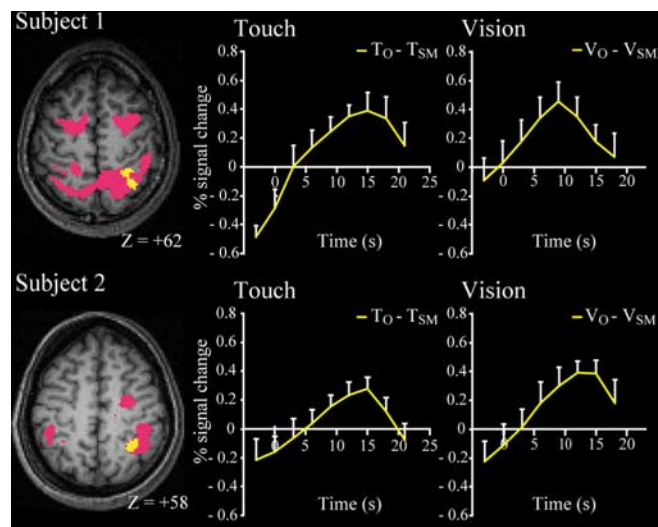 Subject 1
Touch
Vision
T_O - T_SM
V_O - V_SM
% signal change
0.8
0.6
0.4
0.2
0
- 0.2
- 0.4
- 0.6
0 5 10 15 20 25
Time (s)
0.8
0.6
0.4
0.2
0
- 0.2
- 0.4
- 0.6
0 5 10 15 20
Time (s)
Z = +62
Subject 2
Touch
Vision
T_O - T_SM
V_O - V_SM
% signal change
0.8
0.6
0.4
0.2
0
0.2
0.4
0.6
0 5 10 15 20 25
Time (s)
0.8
0.6
0.4
0.2
0
0.2
0.4
0.6
0 5 10 15 20
Time (s)
Z = +58